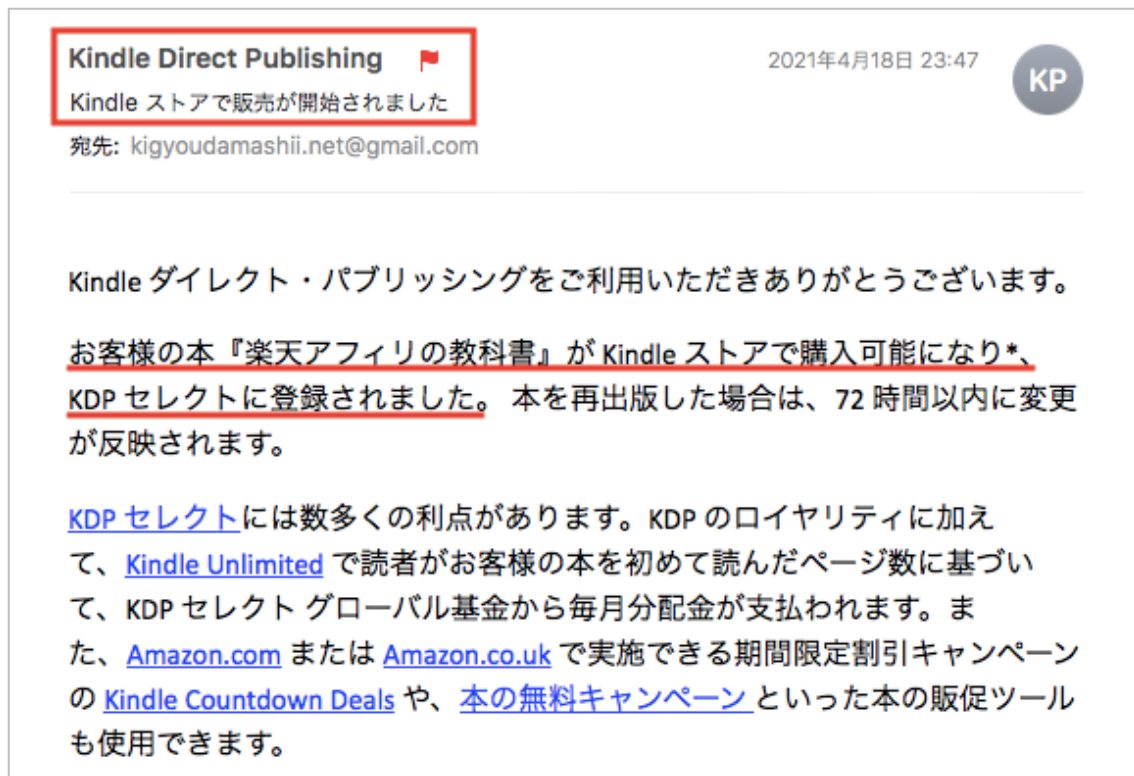 Kindle Direct Publishing
2021年4月18日 23:47
KP
Kindle ストアで販売が開始されました
宛先: kigyoudamashii.net@gmail.com
Kindle ダイレクト・パブリッシングをご利用いただきありがとうございます。
お客様の本『楽天アフィリの教科書』が Kindle ストアで購入可能になり*、
KDP セレクトに登録されました。 本を再出版した場合は、72 時間以内に変更
が反映されます。
KDP セレクトには数多くの利点があります。KDP のロイヤリティに加え
て、Kindle Unlimited で読者がお客様の本を初めて読んだページ数に基づい
て、KDP セレクト グローバル基金から毎月分配金が支払われます。ま
た、Amazon.com または Amazon.co.uk で実施できる期間限定割引キャンペーン
の Kindle Countdown Deals や、本の無料キャンペーン といった本の販促ツール
も使用できます。